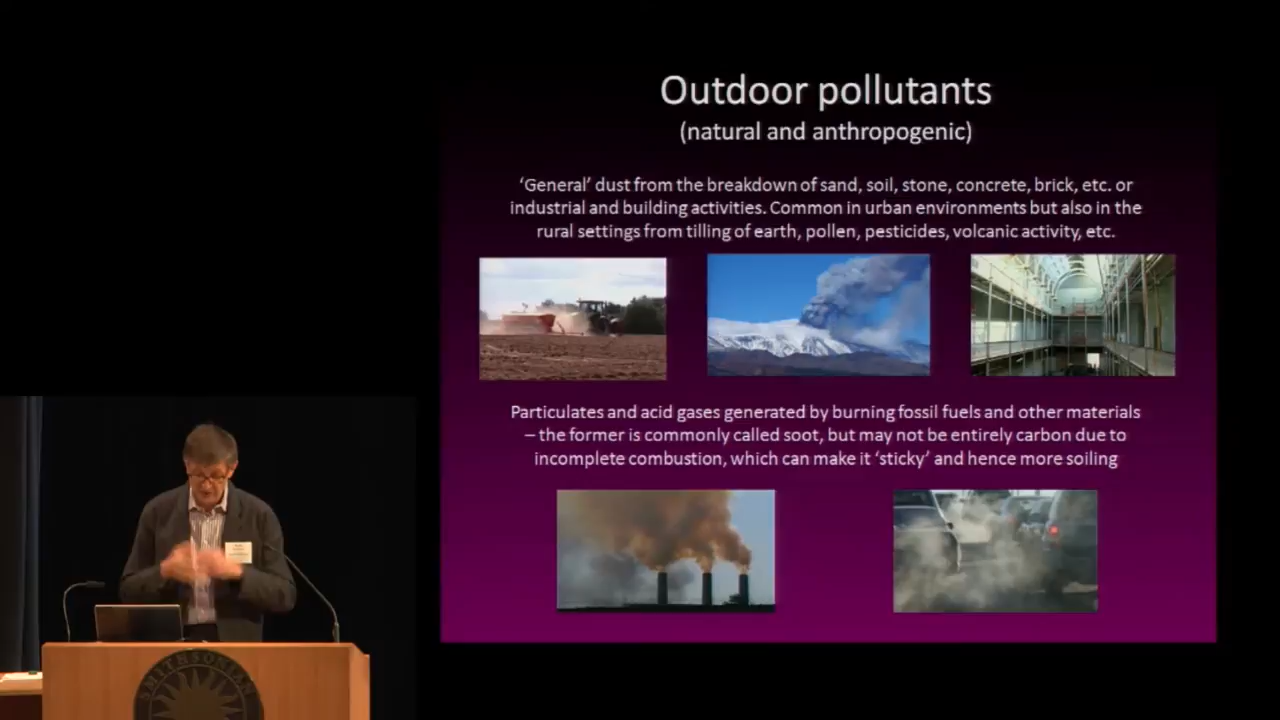 Outdoor pollutants
(natural and anthropogenic)
‘General’ dust from the breakdown of sand, soil, stone, concrete, brick, etc. or
industrial and building activities. Common in urban environments but also in the
rural settings from tilling of earth, pollen, pesticides, volcanic activity, etc.
Particulates and acid gases generated by burning fossil fuels and other materials
– the former is commonly called soot, but may not be entirely carbon due to
incomplete combustion, which can make it ‘sticky’ and hence more soiling
SMITHSONIAN